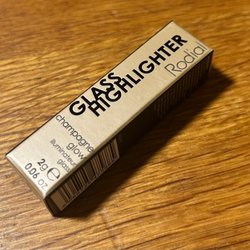 GLASS
HIGHLIGHTER
Rodial
champagne
glow
illuminateur
glass
2g e
0.06 oz